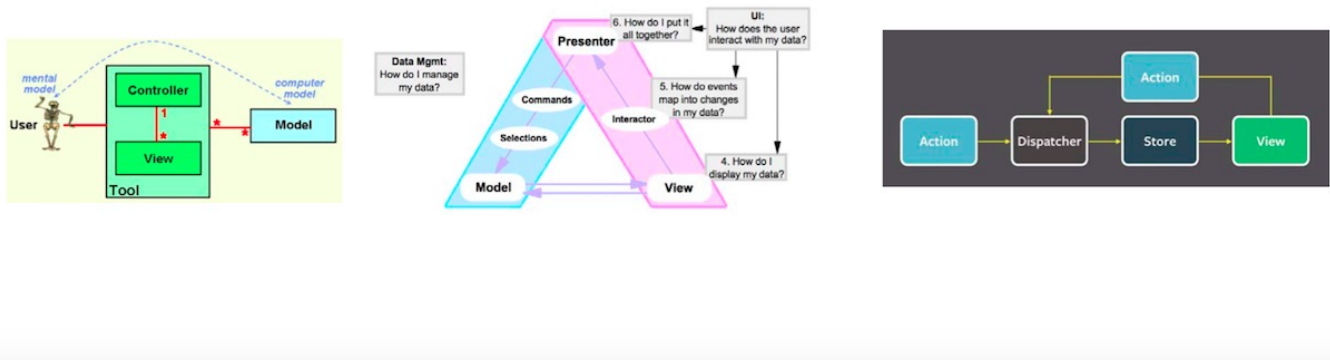 mental
model
User
Controller
1
*
View
Tool
*
*
computer
model
Model
Data Mgmt:
How do I manage
my data?
Presenter
6. How do I put it
all together?
UI:
How does the user
interact with my data?
Commands
Selections
Interactor
5. How do events
map into changes
in my data?
4. How do I
display my data?
Model
View
Action
Action
Dispatcher
Store
View